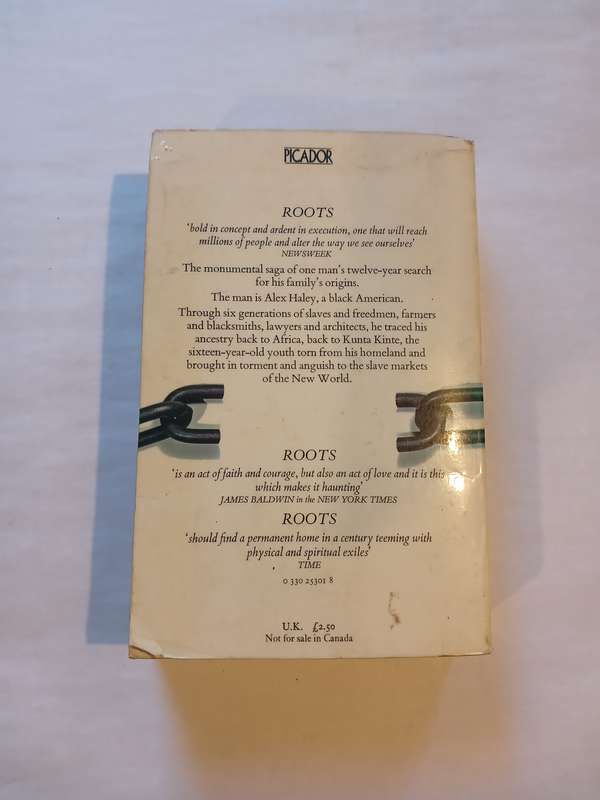 PICADOR
ROOTS
'bold in concept and ardent in execution, one that will reach
millions of people and alter the way we see ourselves'
NEWSWEEK
The monumental saga of one man's twelve-year search
for his family's origins.
The man is Alex Haley, a black American.
Through six generations of slaves and freedmen, farmers
and blacksmiths, lawyers and architects, he traced his
ancestry back to Africa, back to Kunta Kinte, the
sixteen-year-old youth torn from his homeland and
brought in torment and anguish to the slave markets
of the New World.
ROOTS
'is an act of faith and courage, but also an act of love and it is this
which makes it haunting'
JAMES BALDWIN in the NEW YORK TIMES
ROOTS
'should find a permanent home in a century teeming with
physical and spiritual exiles'
TIME
0 330 25301 8
U.K. £2.50
Not for sale in Canada